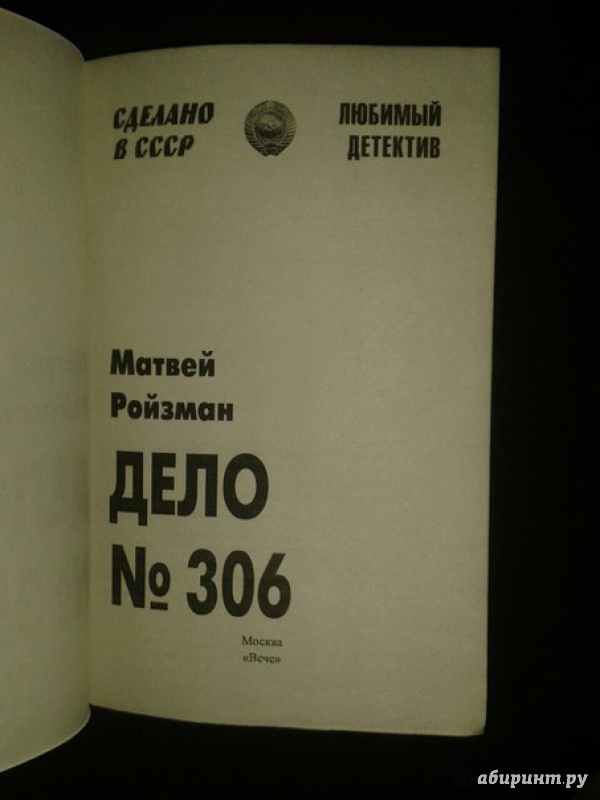 СДЕЛАНО
В СССР
ЛЮБИМЫЙ
ДЕТЕКТИВ
Матвей
Ройзман
ДЕЛО
№ 306
Москва
«Вече»
абиринт.ру